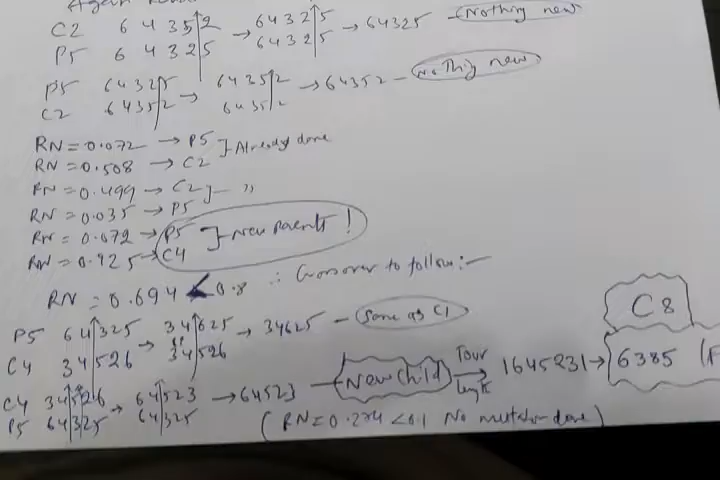 Again
C2 6 4 3 5 2 → 6 4 3 2 5 → 64325 - Nothing new
P5 6 4 3 2 5 6 4 3 2 5
P5 6 4 3 2 5 → 6 4 3 5 2 → 64352 - Nothing new
C2 6 4 3 5 2 6 4 3 5 2
RN = 0.072 → P5 ] Already done
RN = 0.508 → C2
RN = 0.499 → C2 ] - "
RN = 0.035 → P5
RN = 0.072 → P5 ] New parents !
RN = 0.925 → C4
RN = 0.694 < 0.8 ∴ Crossover to follow:-
P5 6 4 3 2 5 → 3 4 6 2 5 → 34625 - Same as C1
C4 3 4 5 2 6 3 4 5 2 6
C4 3 4 5 2 6 → 6 4 5 2 3 → 64523 - New Child → Tour Length 1645231 → 6385
P5 6 4 3 2 5 6 4 3 2 5
C8
(RN = 0.274 < 0.1 No mutation done)